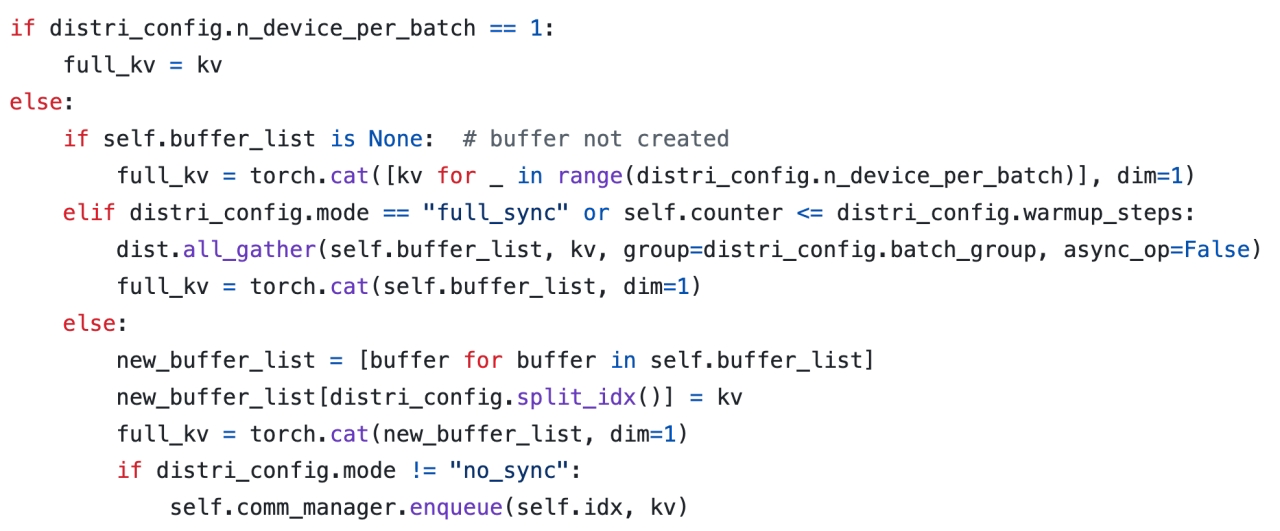 if distri_config.n_device_per_batch == 1:
    full_kv = kv
else:
    if self.buffer_list is None:  # buffer not created
        full_kv = torch.cat([kv for _ in range(distri_config.n_device_per_batch)], dim=1)
    elif distri_config.mode == "full_sync" or self.counter <= distri_config.warmup_steps:
        dist.all_gather(self.buffer_list, kv, group=distri_config.batch_group, async_op=False)
        full_kv = torch.cat(self.buffer_list, dim=1)
    else:
        new_buffer_list = [buffer for buffer in self.buffer_list]
        new_buffer_list[distri_config.split_idx()] = kv
        full_kv = torch.cat(new_buffer_list, dim=1)
        if distri_config.mode != "no_sync":
            self.comm_manager.enqueue(self.idx, kv)